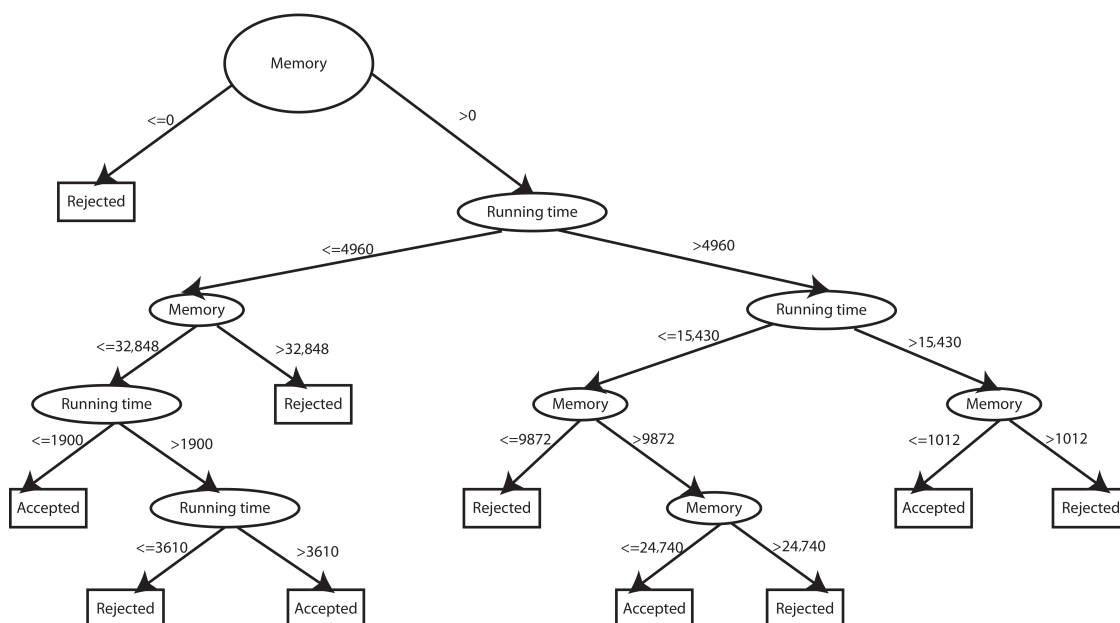 Memory
<=0
>0
Rejected
Running time
<=4960
>4960
Memory
Running time
<=32,848
>32,848
<=15,430
>15,430
Running time
Rejected
Memory
Memory
<=1900
>1900
<=9872
>9872
<=1012
>1012
Accepted
Running time
Rejected
Memory
Accepted
Rejected
<=3610
>3610
<=24,740
>24,740
Rejected
Accepted
Accepted
Rejected